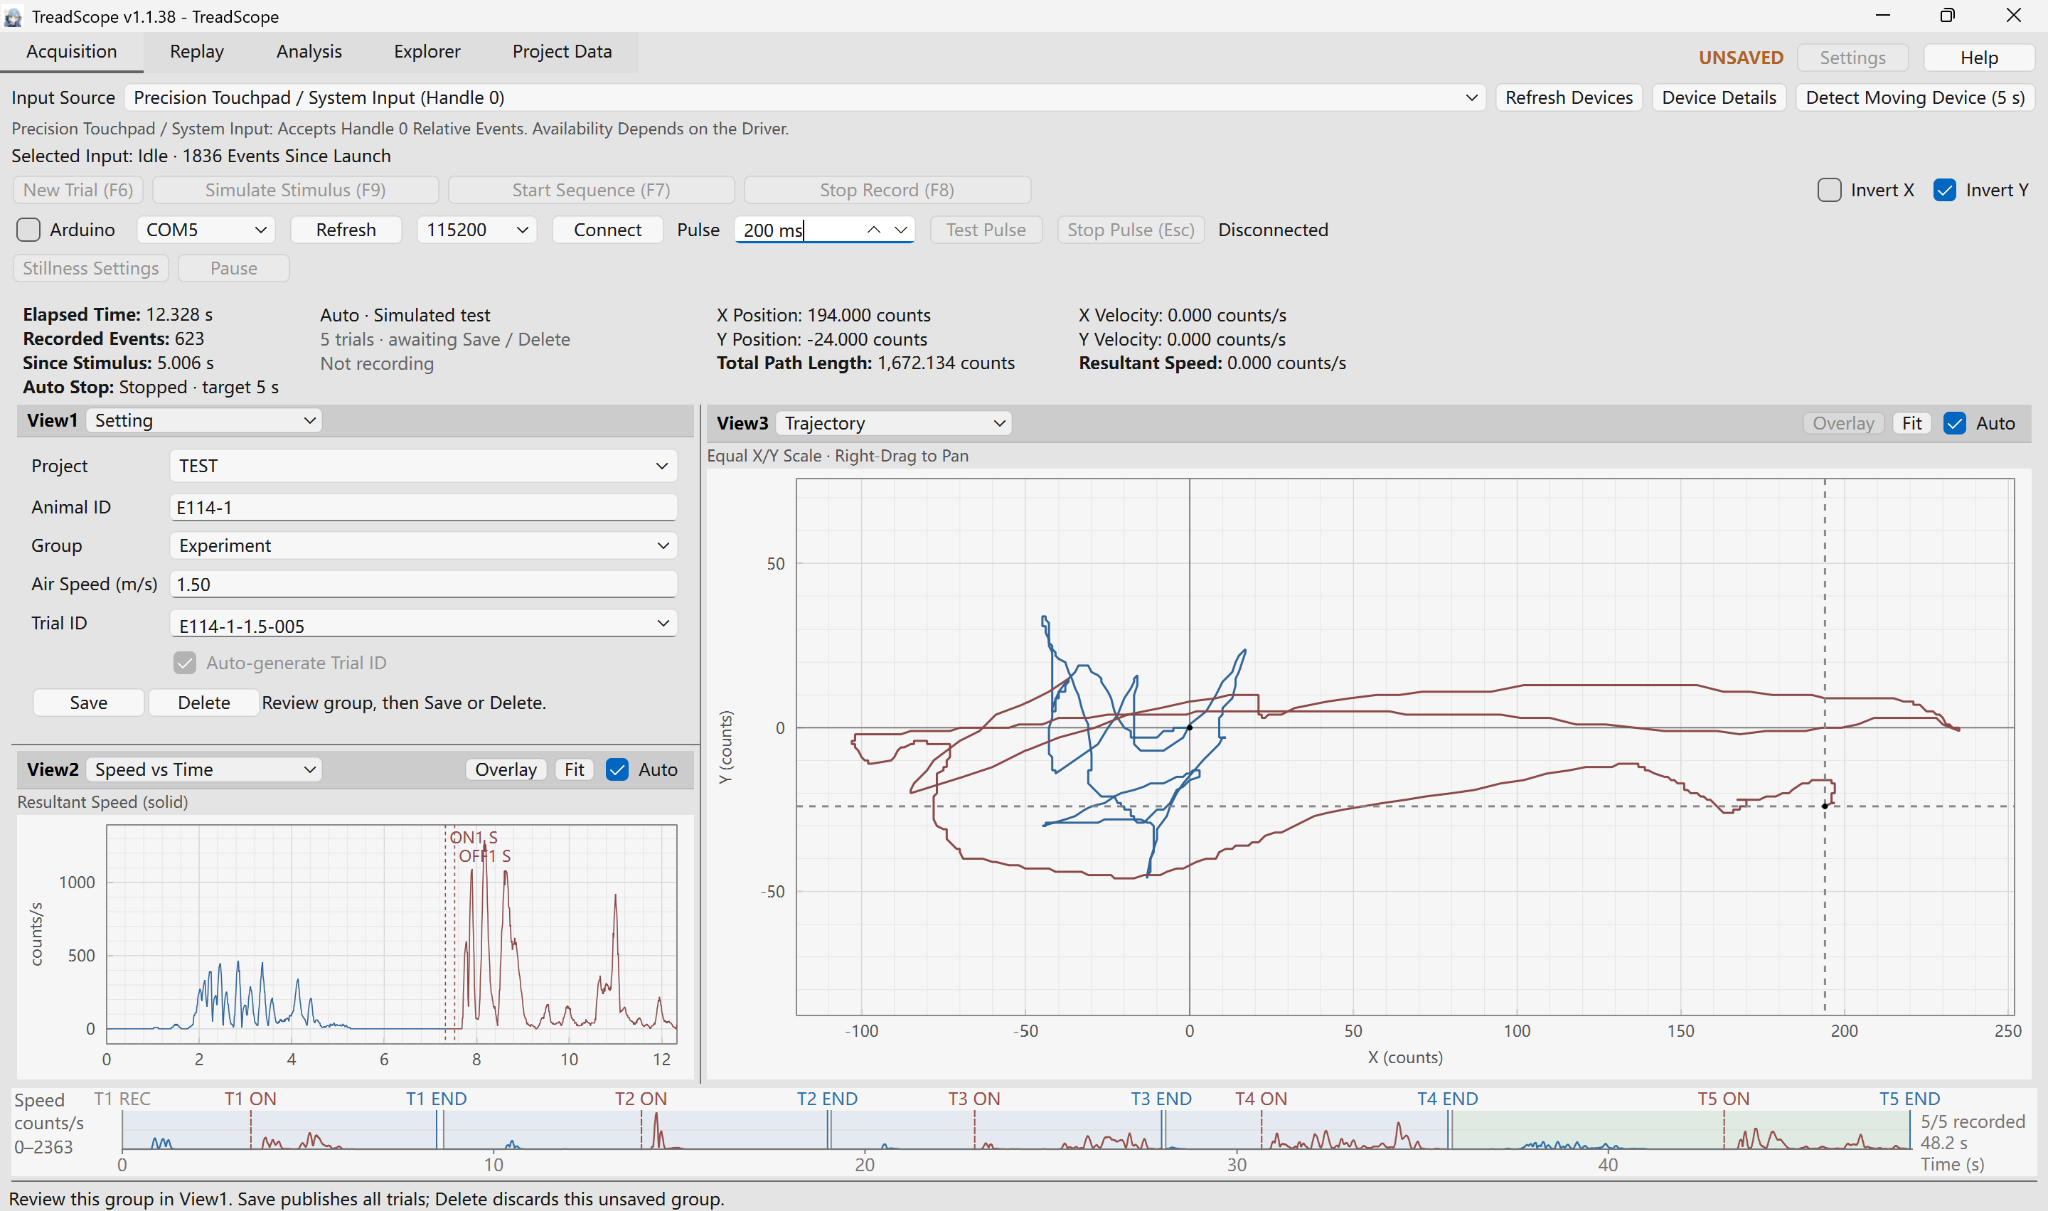 TreadScope v1.1.38 - TreadScope
Acquisition Replay Analysis Explorer Project Data
UNSAVED Settings Help
Input Source Precision Touchpad / System Input (Handle 0) Refresh Devices Device Details Detect Moving Device (5 s)
Precision Touchpad / System Input: Accepts Handle 0 Relative Events. Availability Depends on the Driver.
Selected Input: Idle · 1836 Events Since Launch
New Trial (F6) Simulate Stimulus (F9) Start Sequence (F7) Stop Record (F8) Invert X Invert Y
Arduino COM5 Refresh 115200 Connect Pulse 200 ms Test Pulse Stop Pulse (Esc) Disconnected
Stillness Settings Pause
Elapsed Time: 12.328 s
Recorded Events: 623
Since Stimulus: 5.006 s
Auto Stop: Stopped · target 5 s
Auto · Simulated test
5 trials · awaiting Save / Delete
Not recording
X Position: 194.000 counts
Y Position: -24.000 counts
Total Path Length: 1,672.134 counts
X Velocity: 0.000 counts/s
Y Velocity: 0.000 counts/s
Resultant Speed: 0.000 counts/s
View1 Setting
Project TEST
Animal ID E114-1
Group Experiment
Air Speed (m/s) 1.50
Trial ID E114-1-1.5-005
Auto-generate Trial ID
Save Delete Review group, then Save or Delete.
View2 Speed vs Time Overlay Fit Auto
Resultant Speed (solid)
ON1 S
OFF1 S
1000
500
0
counts/s
0 2 4 6 8 10 12
View3 Trajectory Overlay Fit Auto
Equal X/Y Scale · Right-Drag to Pan
50
0
-50
Y (counts)
-100 -50 0 50 100 150 200 250
X (counts)
Speed
counts/s
0–2363
T1 REC T1 ON T1 END T2 ON T2 END T3 ON T3 END T4 ON T4 END T5 ON T5 END
0 10 20 30 40
5/5 recorded
48.2 s
Time (s)
Review this group in View1. Save publishes all trials; Delete discards this unsaved group.